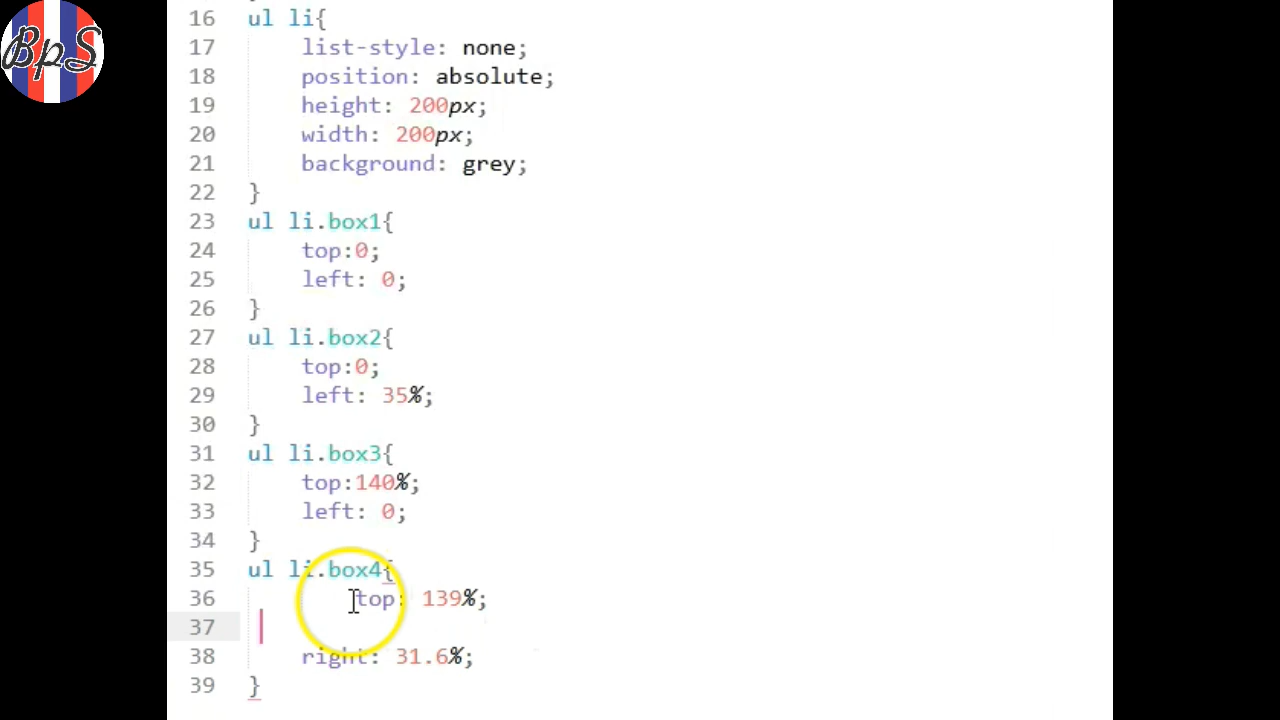 BpS
16 ul li{
17 list-style: none;
18 position: absolute;
19 height: 200px;
20 width: 200px;
21 background: grey;
22 }
23 ul li.box1{
24 top:0;
25 left: 0;
26 }
27 ul li.box2{
28 top:0;
29 left: 35%;
30 }
31 ul li.box3{
32 top:140%;
33 left: 0;
34 }
35 ul li.box4{
36 top: 139%;
37
38 right: 31.6%;
39 }